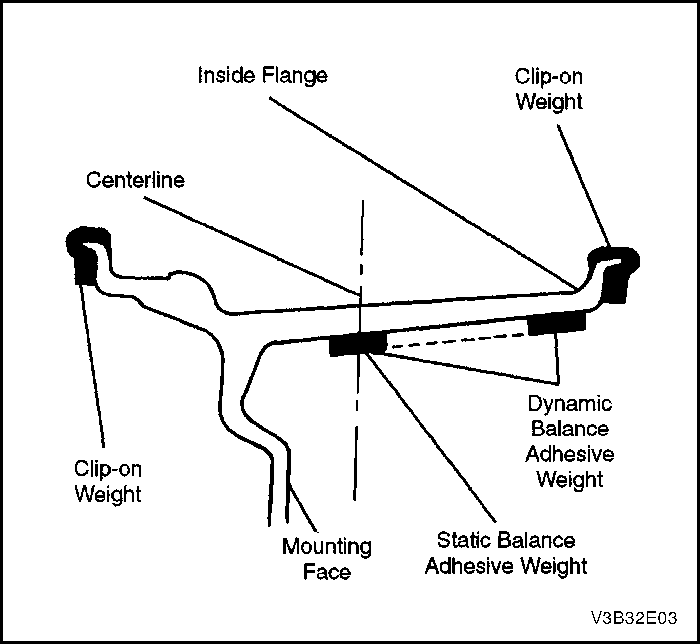 Inside Flange
Clip-on
Weight
Centerline
Clip-on
Weight
Dynamic
Balance
Adhesive
Weight
Mounting
Face
Static Balance
Adhesive Weight
V3B32E03